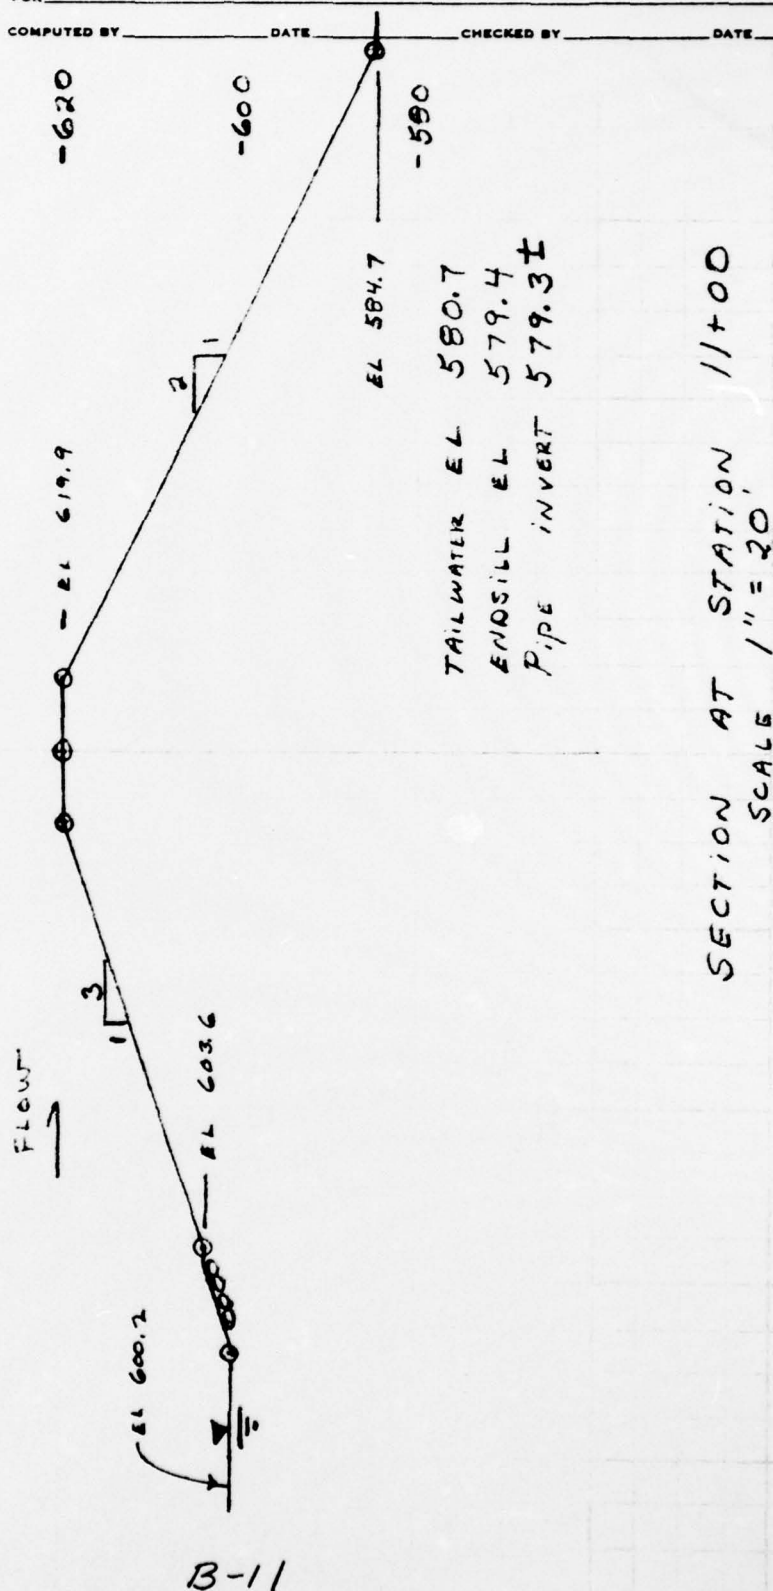 COMPUTED BY DATE CHECKED BY DATE
-620
-600
-580
FLOW
EL 600.2
EL 603.6
1
3
EL 619.9
2
1
EL 584.7
TAILWATER EL 580.7
ENDSILL EL 579.4
PIPE INVERT 579.3±
SECTION AT STATION 11+00
SCALE 1" = 20'
B-11